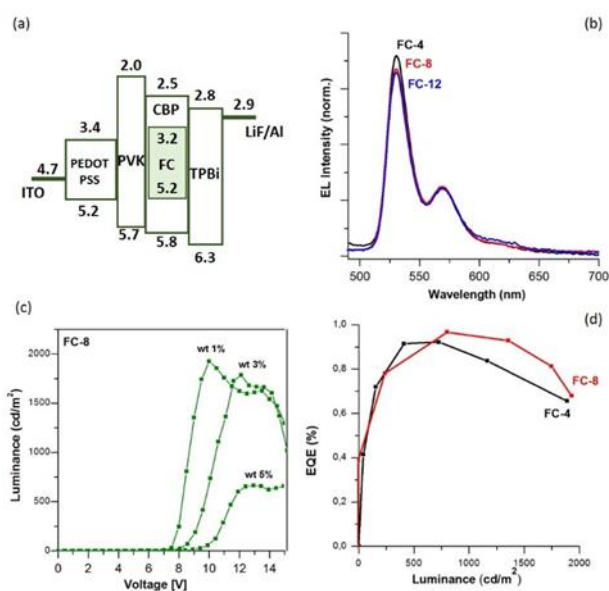 (a)
2.0
2.5
2.8
2.9
3.4
CBP
LiF/Al
4.7
3.2
PEDOT
PVK
FC
TPBi
ITO
PSS
5.2
5.2
5.7
5.8
6.3
(b)
FC-4
FC-8
FC-12
EL Intensity (norm.)
500 550 600 650 700
Wavelength (nm)
(c)
FC-8
wt 1%
wt 3%
wt 5%
2000
1500
1000
500
0
Luminance (cd/m²)
0 2 4 6 8 10 12 14
Voltage [V]
(d)
1,0
0,8
0,6
0,4
0,2
0,0
EQE (%)
FC-8
FC-4
0 500 1000 1500 2000
Luminance (cd/m²)